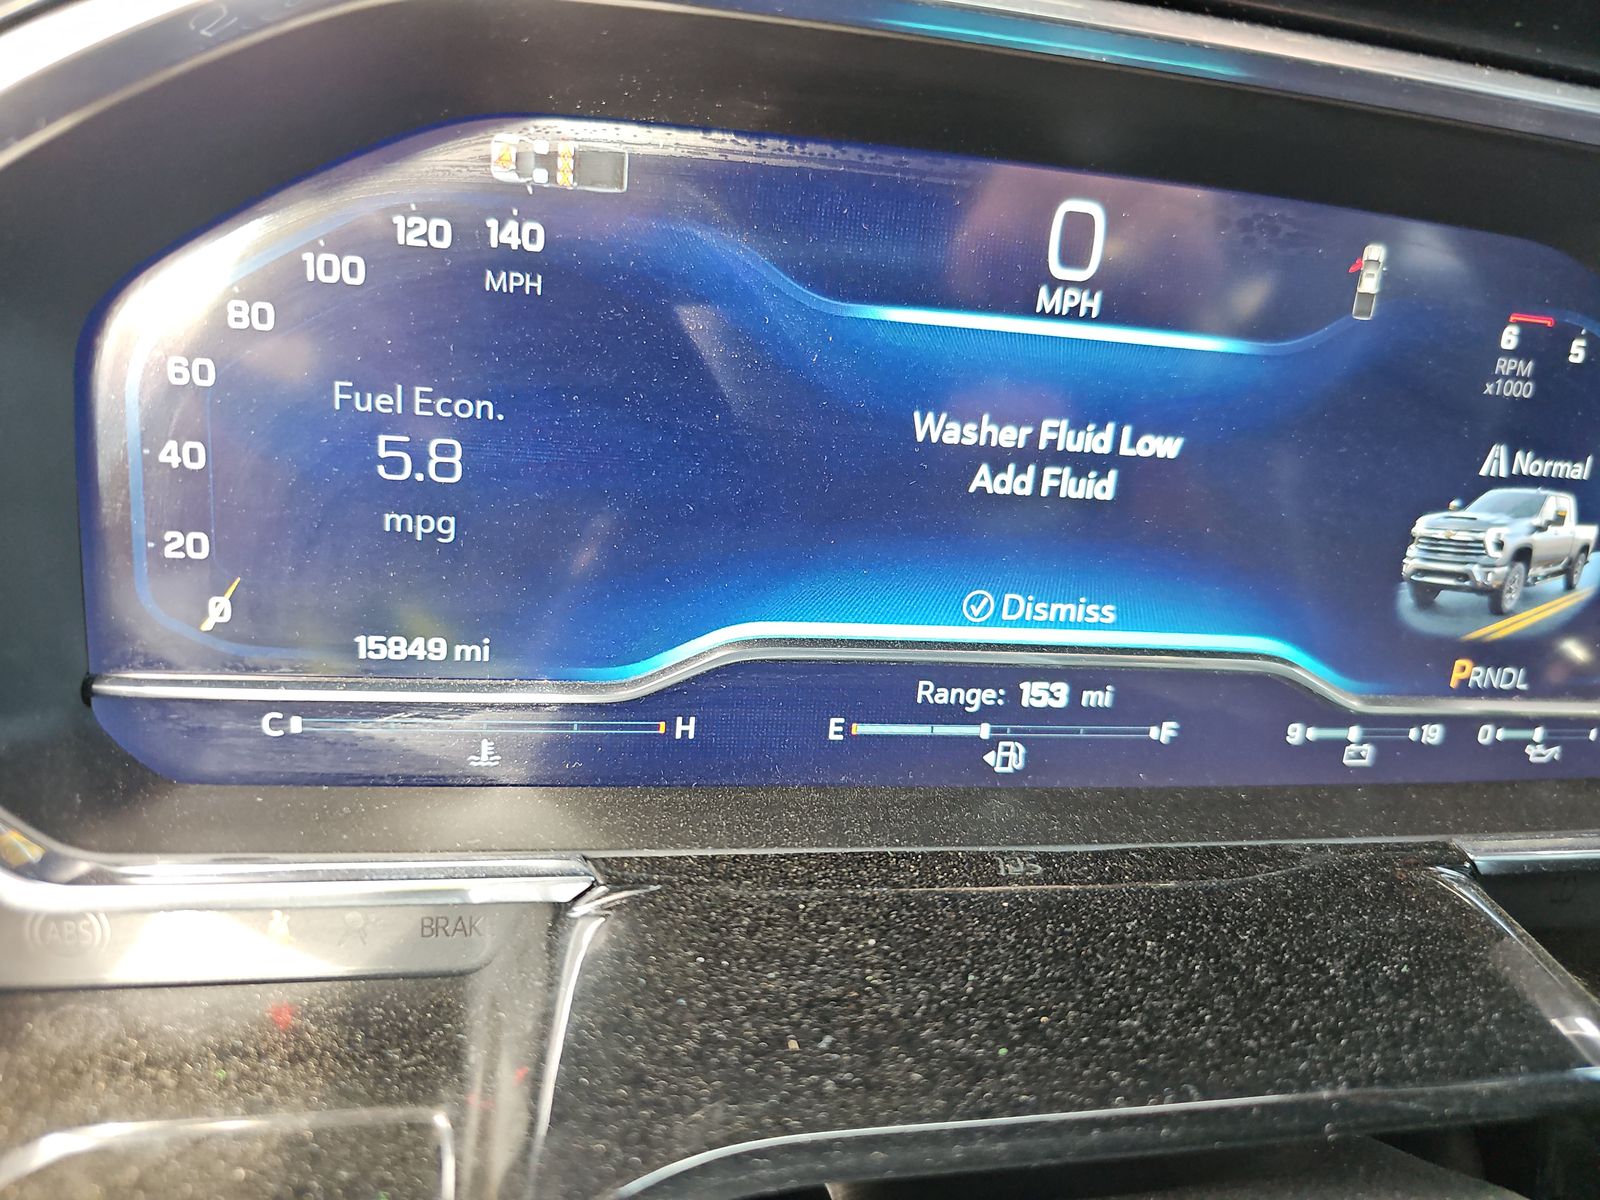 120 140
MPH
100
80
60
40
20
0
Fuel Econ.
5.8
mpg
15849 mi
0
MPH
Washer Fluid Low
Add Fluid
Dismiss
6 5
RPM
x1000
Normal
PRNDL
Range: 153 mi
C H
E F
9 19
0
ABS
BRAK